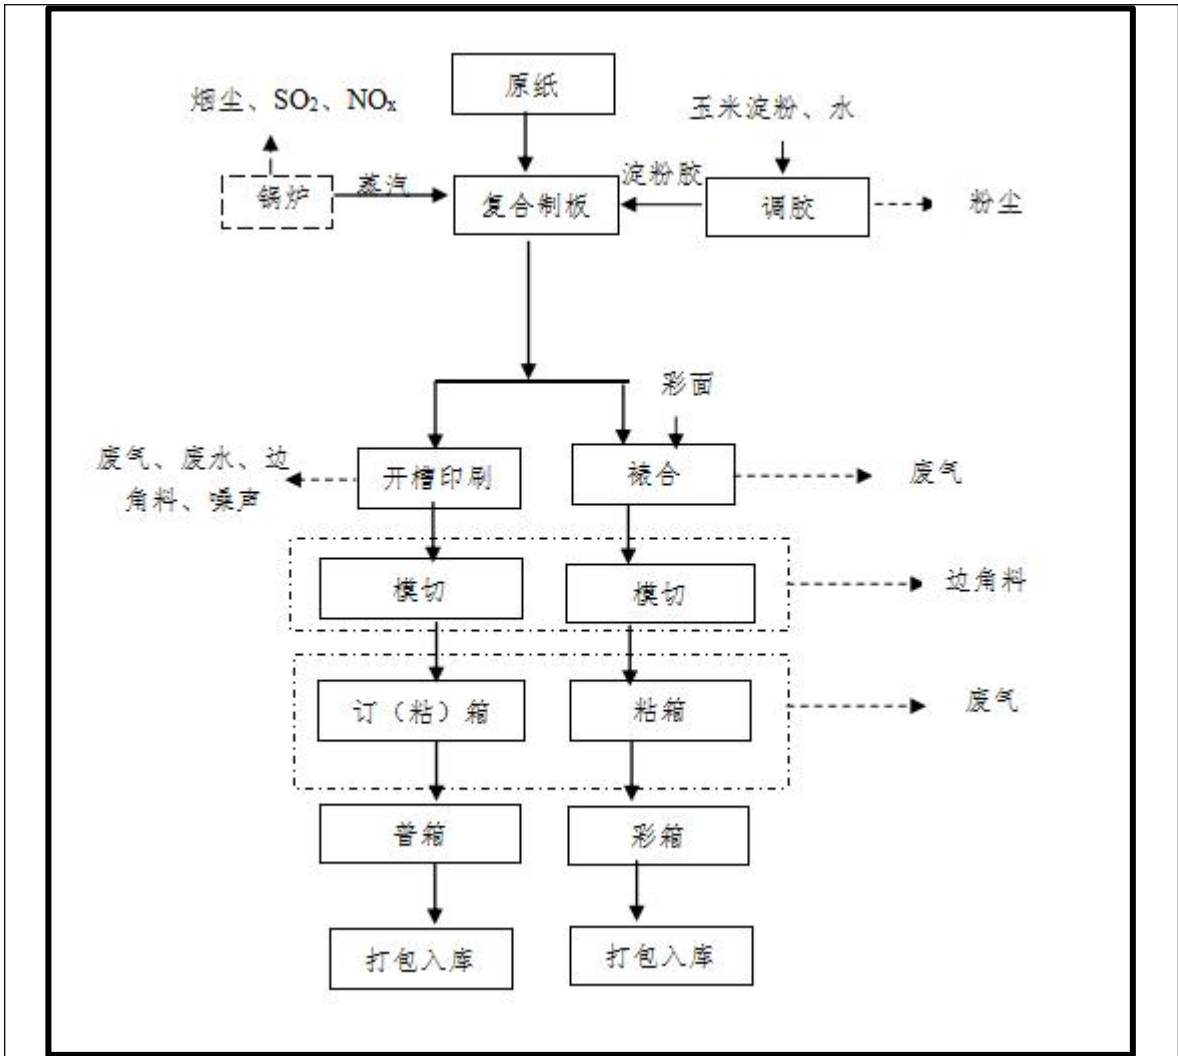 原纸
烟尘、SO₂、NOₓ
玉米淀粉、水
锅炉
蒸汽
复合制板
淀粉胶
调胶
粉尘
彩面
废气、废水、边
角料、噪声
开槽印刷
裱合
废气
模切
模切
边角料
订（粘）箱
粘箱
废气
普箱
彩箱
打包入库
打包入库